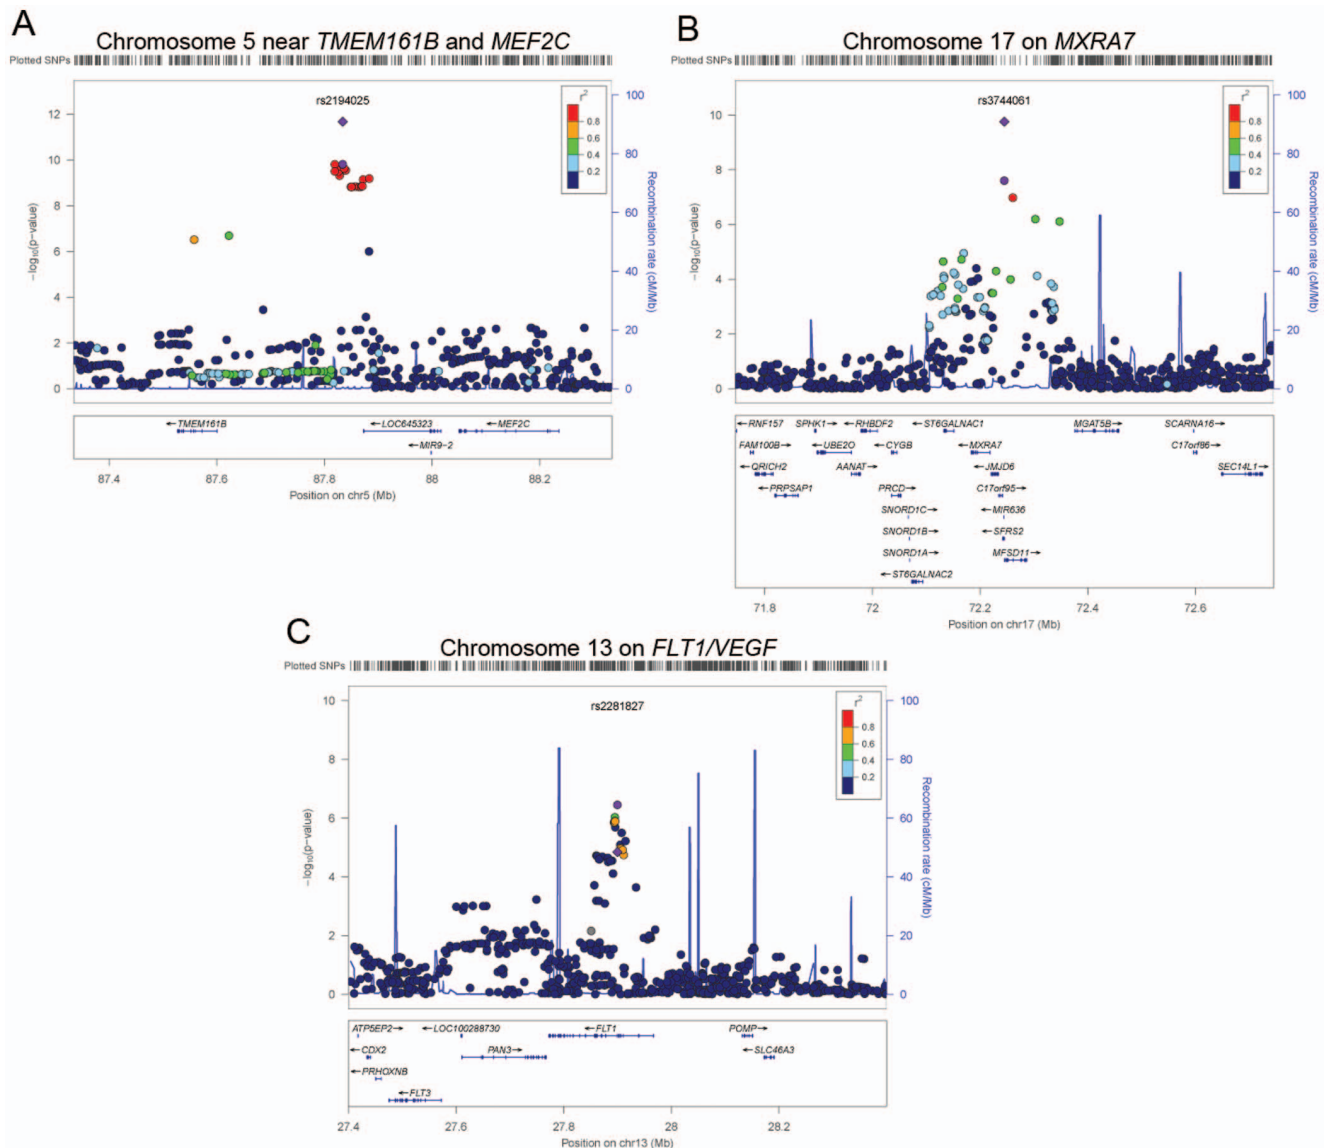 A
Chromosome 5 near TMEM161B and MEF2C
Plotted SNPs
rs2194025
r²
0.8
0.6
0.4
0.2
12
10
8
6
4
2
0
−log10(p−value)
100
80
60
40
20
0
Recombination rate (cM/Mb)
←TMEM161B
←LOC645323
←MEF2C
←MIR9−2
87.4
87.6
87.8
88
88.2
Position on chr5 (Mb)
B
Chromosome 17 on MXRA7
Plotted SNPs
rs3744061
r²
0.8
0.6
0.4
0.2
10
8
6
4
2
0
−log10(p−value)
100
80
60
40
20
0
Recombination rate (cM/Mb)
←RNF157
SPHK1→
←RHBDF2
←ST6GALNAC1
MGAT5B→
SCARNA16→
FAM100B→
←UBE2O
←CYGB
←MXRA7
C17orf86→
←QRICH2
AANAT→
←JMJD6
SEC14L1→
←PRPSAP1
PRCD→
C17orf95→
SNORD1C→
←MIR636
SNORD1B→
←SFRS2
SNORD1A→
MFSD11→
←ST6GALNAC2
71.8
72
72.2
72.4
72.6
Position on chr17 (Mb)
C
Chromosome 13 on FLT1/VEGF
Plotted SNPs
rs2281827
r²
0.8
0.6
0.4
0.2
10
8
6
4
2
0
−log10(p−value)
100
80
60
40
20
0
Recombination rate (cM/Mb)
ATP5EP2→
←LOC100288730
←FLT1
POMP→
←CDX2
PAN3→
←SLC46A3
←PRHOXNB
←FLT3
27.4
27.6
27.8
28
28.2
Position on chr13 (Mb)